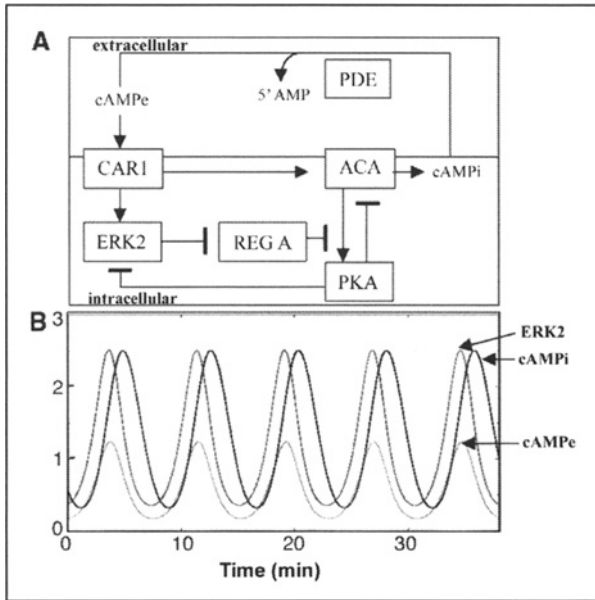 A
extracellular
cAMPe
5' AMP
PDE
CAR1
ACA
cAMPi
ERK2
REG A
PKA
intracellular
B
3
ERK2
cAMPi
2
cAMPe
1
0
0 10 20 30
Time (min)